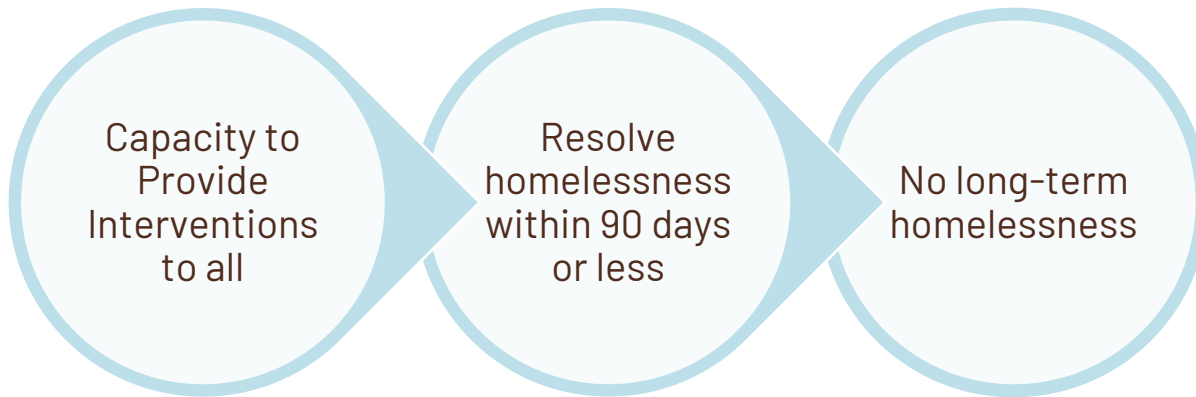 Capacity to
Provide
Interventions
to all
Resolve
homelessness
within 90 days
or less
No long-term
homelessness